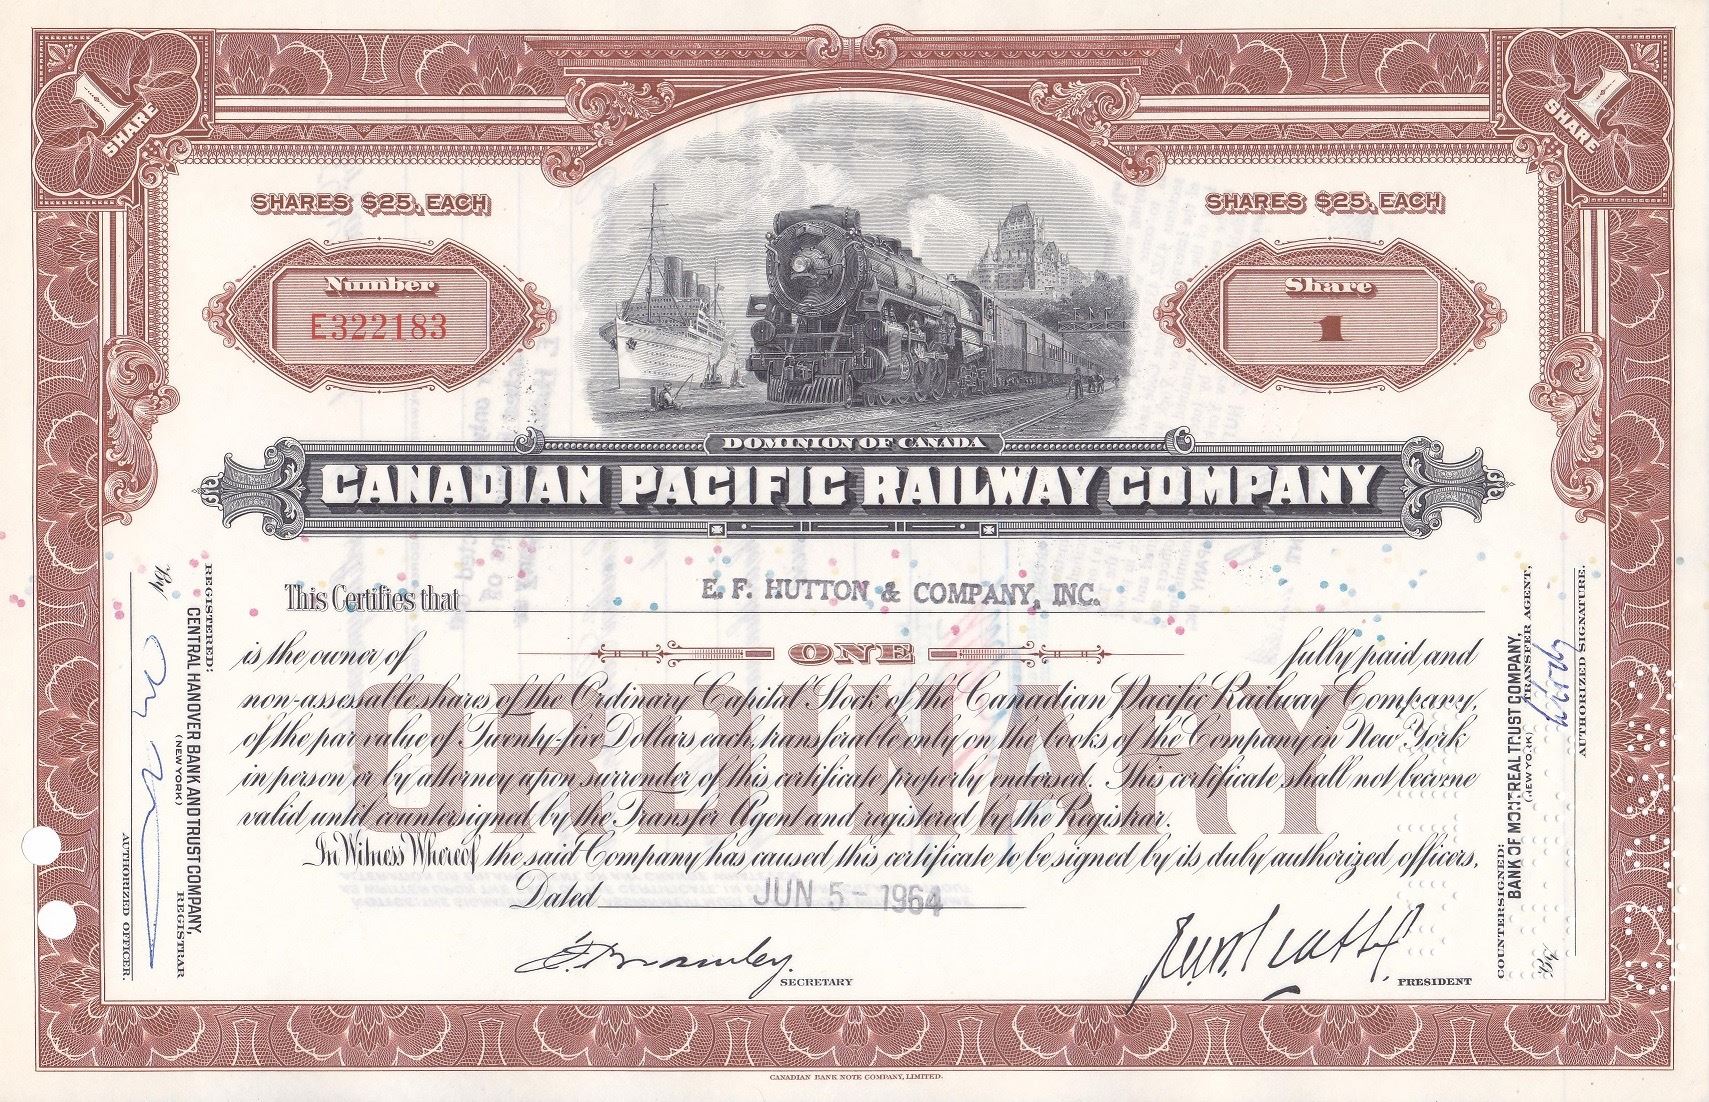 1 SHARE
1 SHARE
SHARES $25. EACH
SHARES $25. EACH
Number
E322183
Share
1
DOMINION OF CANADA
CANADIAN PACIFIC RAILWAY COMPANY
This Certifies that E. F. HUTTON & COMPANY, INC.
is the owner of ONE fully paid and
non-assessable shares of the Ordinary Capital Stock of the Canadian Pacific Railway Company,
of the par value of Twenty-five Dollars each, transferable only on the books of the Company in New York
in person or by attorney upon surrender of this certificate properly endorsed. This certificate shall not become
valid until countersigned by the Transfer Agent and registered by the Registrar.
ORDINARY
In Witness Whereof the said Company has caused this certificate to be signed by its duly authorized officers,
Dated JUN 5 - 1964
SECRETARY
PRESIDENT
REGISTERED:
CENTRAL HANOVER BANK AND TRUST COMPANY,
(NEW YORK) REGISTRAR
By
AUTHORIZED OFFICER.
COUNTERSIGNED:
BANK OF MONTREAL TRUST COMPANY,
(NEW YORK) TRANSFER AGENT,
By
AUTHORIZED SIGNATURE.
CANADIAN BANK NOTE COMPANY, LIMITED.